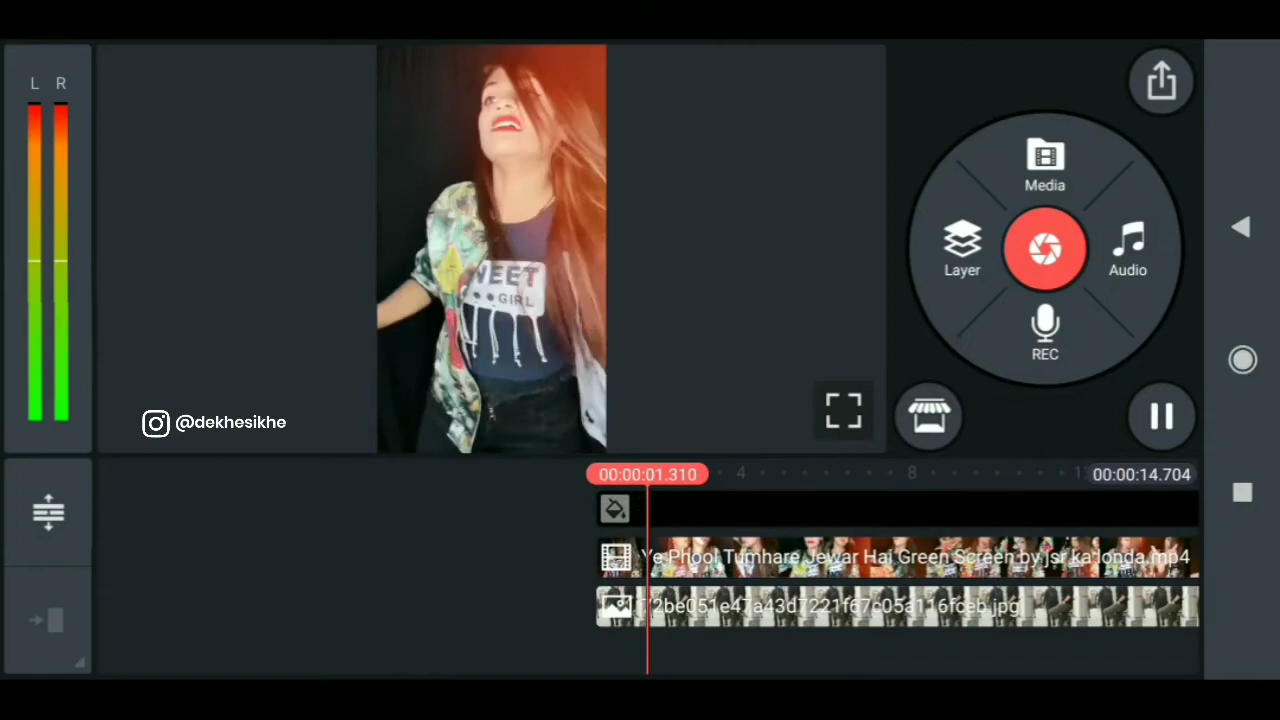 L R
Media
Layer
Audio
REC
NEET
GIRL
@dekhesikhe
00:00:01.310
4
8
00:00:14.704
Ye Phool Tumhare Jewar Hai Green Screen by jsr ka londa.mp4
2be051e47a43d7221f67c05a116fceb.jpg